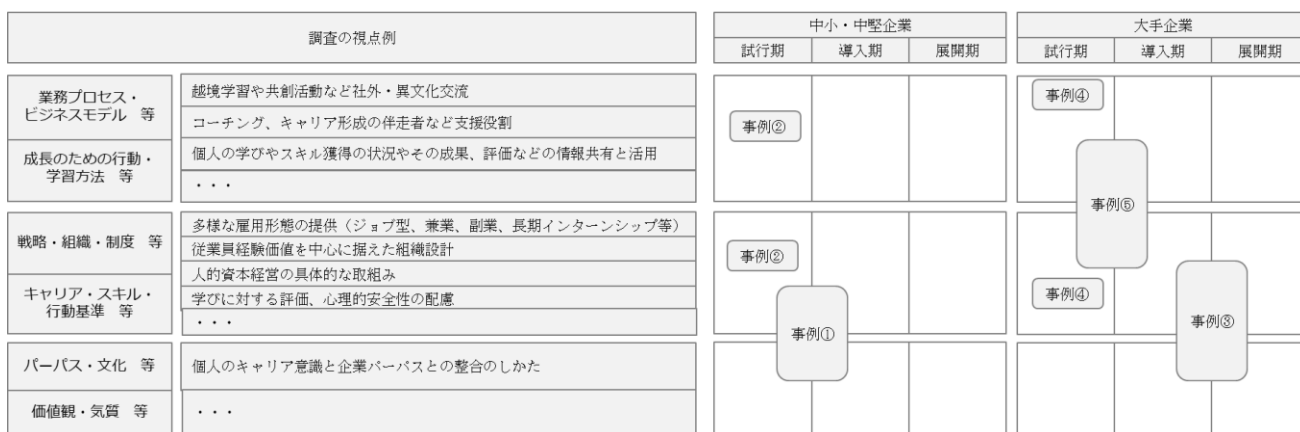 調査の視点例
中小・中堅企業
大手企業
試行期
導入期
展開期
試行期
導入期
展開期
業務プロセス・
ビジネスモデル 等
越境学習や共創活動など社外・異文化交流
コーチング、キャリア形成の伴走者など支援役割
成長のための行動・
学習方法 等
個人の学びやスキル獲得の状況やその成果、評価などの情報共有と活用
・・・
事例②
事例④
事例⑤
戦略・組織・制度 等
多様な雇用形態の提供（ジョブ型、兼業、副業、長期インターンシップ等）
従業員経験価値を中心に据えた組織設計
キャリア・スキル・
行動基準 等
人的資本経営の具体的な取組み
学びに対する評価、心理的安全性の配慮
・・・
事例②
事例①
事例④
事例③
パーパス・文化 等
個人のキャリア意識と企業パーパスとの整合のしかた
価値観・気質 等
・・・